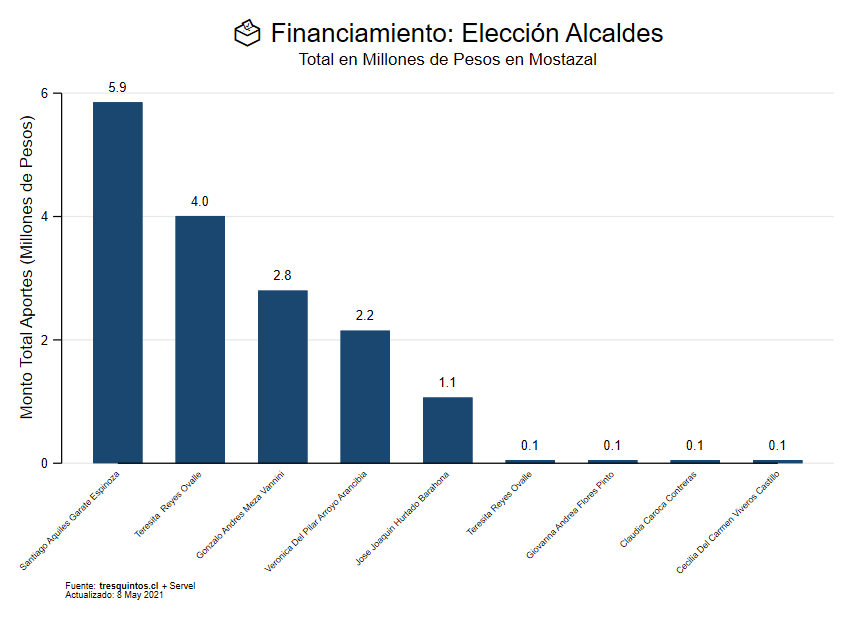 Financiamiento: Elección Alcaldes
Total en Millones de Pesos en Mostazal
Monto Total Aportes (Millones de Pesos)
6
4
2
0
5.9
4.0
2.8
2.2
1.1
0.1
0.1
0.1
0.1
Santiago Aquiles Garate Espinoza
Teresita Reyes Ovalle
Gonzalo Andres Meza Vannini
Veronica Del Pilar Arroyo Arancibia
Jose Joaquin Hurtado Barahona
Teresita Reyes Ovalle
Giovanna Andrea Flores Pinto
Claudia Caroca Contreras
Cecilia Del Carmen Viveros Castillo
Fuente: tresquintos.cl + Servel
Actualizado: 8 May 2021